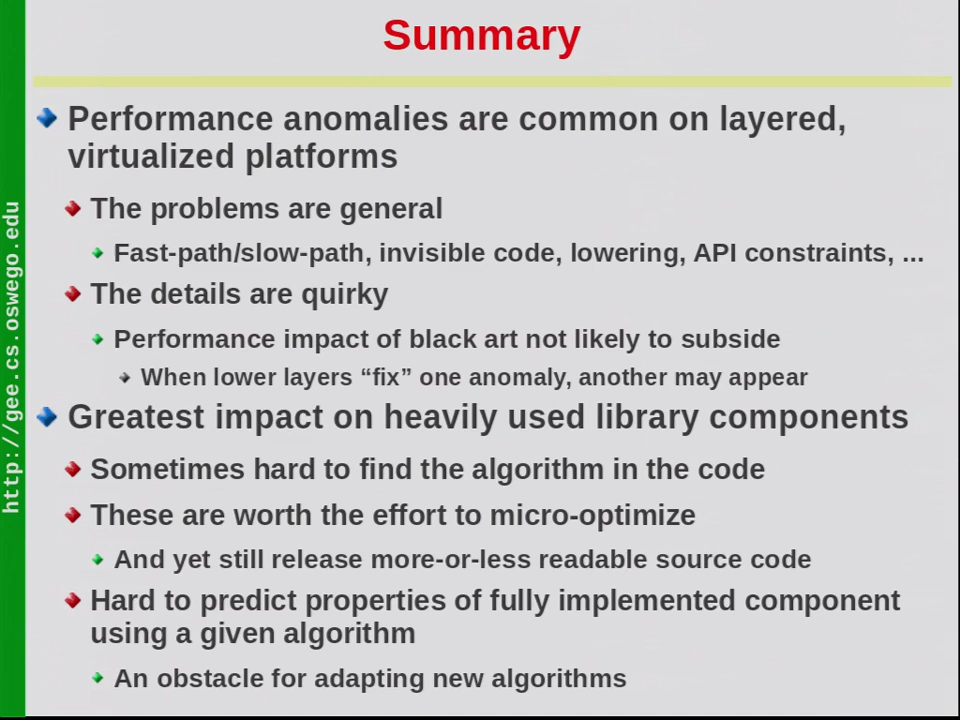 Summary
Performance anomalies are common on layered,
virtualized platforms
The problems are general
Fast-path/slow-path, invisible code, lowering, API constraints, ...
The details are quirky
Performance impact of black art not likely to subside
When lower layers “fix” one anomaly, another may appear
Greatest impact on heavily used library components
Sometimes hard to find the algorithm in the code
These are worth the effort to micro-optimize
And yet still release more-or-less readable source code
Hard to predict properties of fully implemented component
using a given algorithm
An obstacle for adapting new algorithms
http://gee.cs.oswego.edu